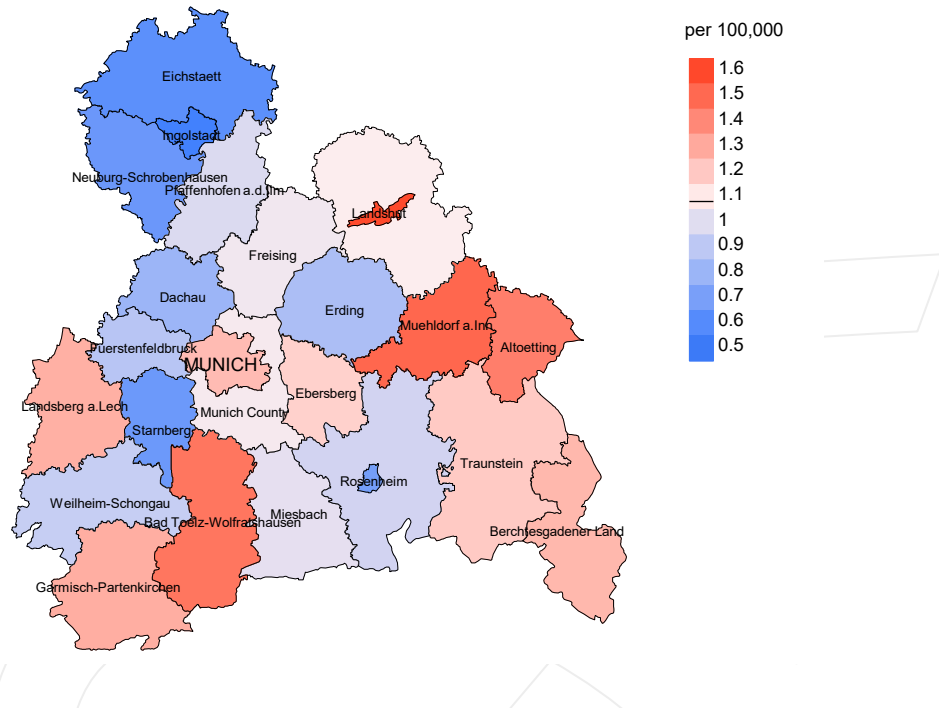 per 100,000
1.6
1.5
1.4
1.3
1.2
1.1
1
0.9
0.8
0.7
0.6
0.5
Eichstaett
Ingolstadt
Neuburg-Schrobenhausen
Pfaffenhofen a.d.Ilm
Landshut
Freising
Dachau
Erding
Muehldorf a.Inn
Altoetting
Fuerstenfeldbruck
MUNICH
Ebersberg
Landsberg a.Lech
Munich County
Starnberg
Traunstein
Rosenheim
Weilheim-Schongau
Miesbach
Bad Toelz-Wolfratshausen
Berchtesgadener Land
Garmisch-Partenkirchen